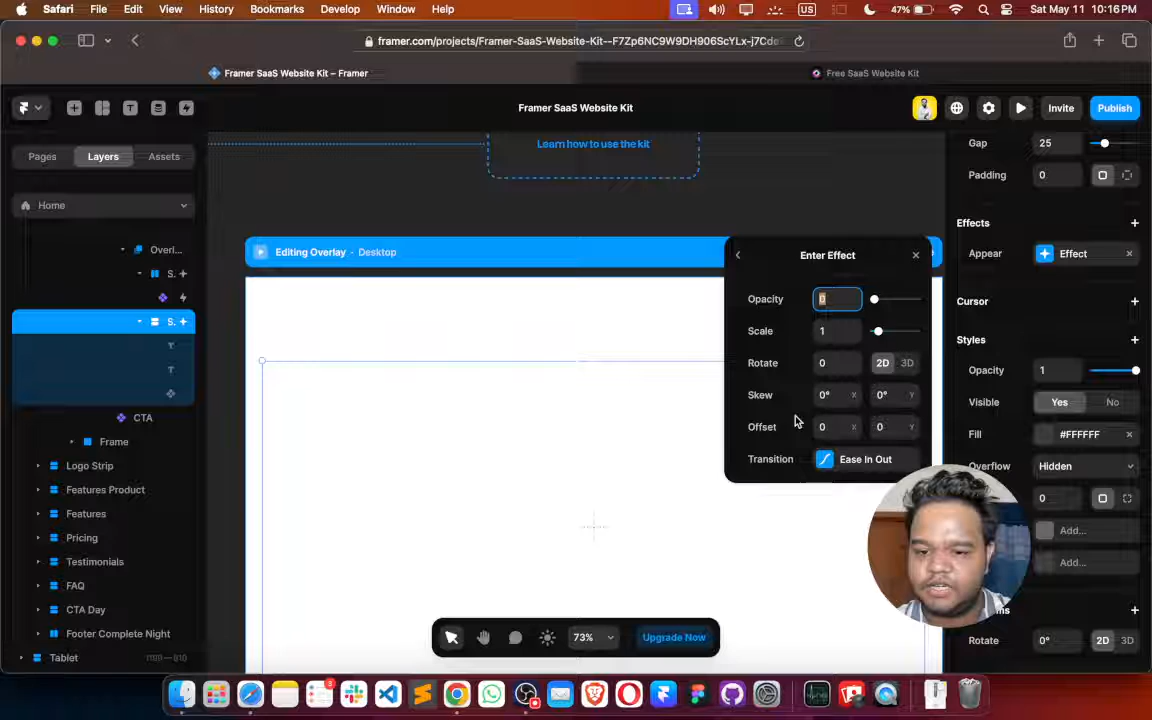 Safari File Edit View History Bookmarks Develop Window Help US 47% Sat May 11 10:16 PM
framer.com/projects/Framer-SaaS-Website-Kit--F7Zp6NC9W9DH906ScYLx-j7Cde
Framer SaaS Website Kit – Framer
Free SaaS Website Kit
Framer SaaS Website Kit
Invite
Publish
Pages Layers Assets
Home
Overl...
S.
S.
T
T
CTA
Frame
Logo Strip
Features Product
Features
Pricing
Testimonials
FAQ
CTA Day
Footer Complete Night
Tablet 1199—810
Learn how to use the kit
Editing Overlay - Desktop
Enter Effect
Opacity 0
Scale 1
Rotate 0 2D 3D
Skew 0° X 0° Y
Offset 0 X 0 Y
Transition Ease In Out
73%
Upgrade Now
Gap 25
Padding 0
Effects
Appear Effect
Cursor
Styles
Opacity 1
Visible Yes No
Fill #FFFFFF
Overflow Hidden
0
Add...
Add...
ms
Rotate 0° 2D 3D
3